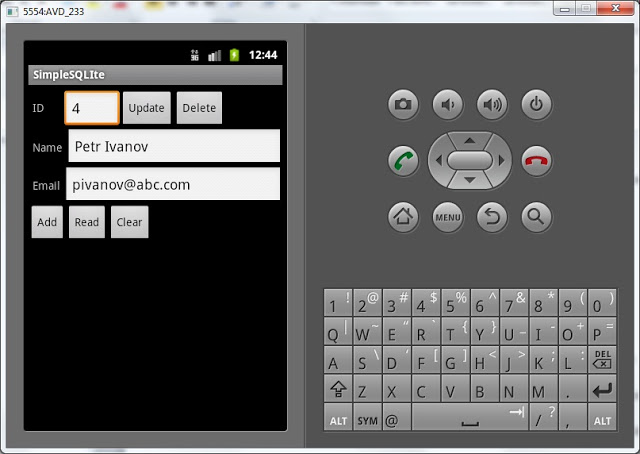 5554:AVD_233
3G 12:44
SimpleSQLIte
ID 4 Update Delete
Name Petr Ivanov
Email pivanov@abc.com
Add Read Clear
MENU
1 ! 2 @ 3 # 4 $ 5 % 6 ^ 7 & 8 * 9 ( 0 )
Q | W ~ E " R ` T { Y } U _ I - O + P =
A S \ D ' F [ G ] H < J > K ; L : DEL
Z X C V B N M .
ALT SYM @ / ? , ALT